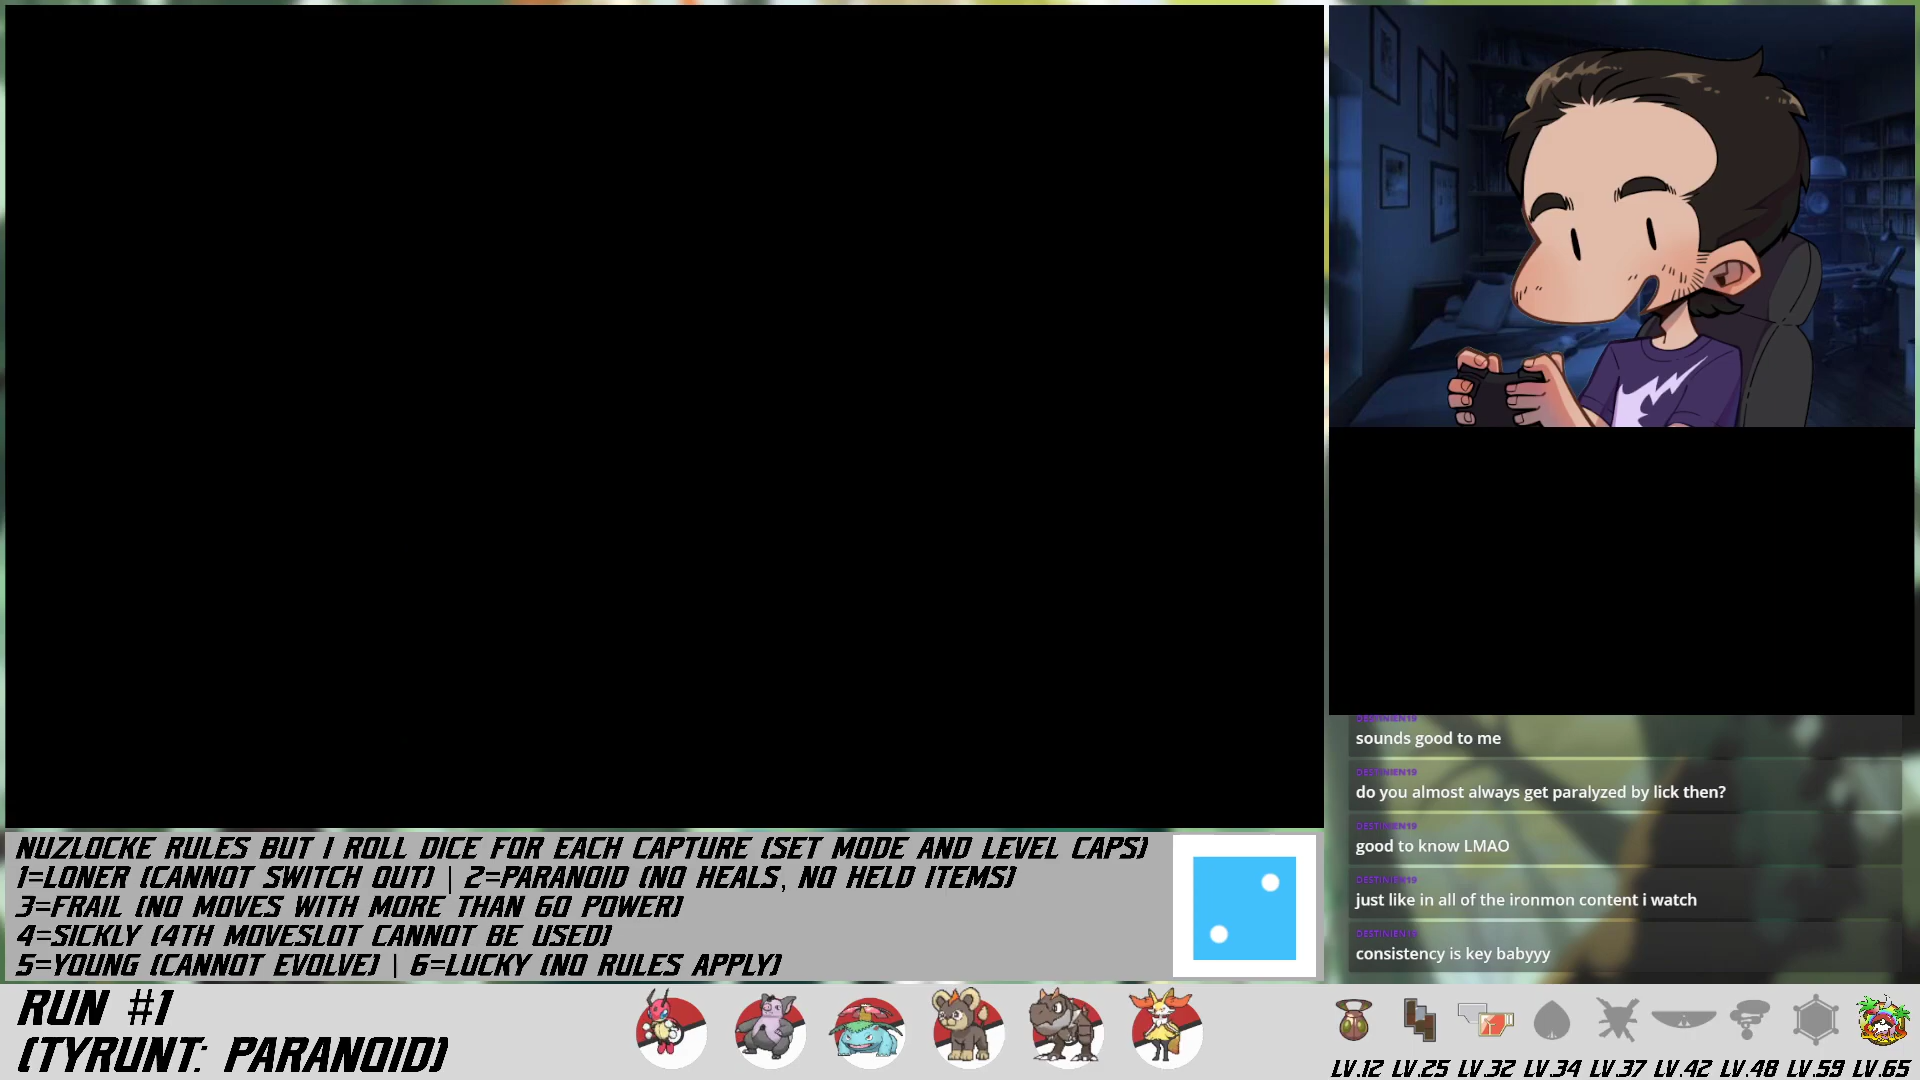 DESTINIEN19
sounds good to me
DESTINIEN19
do you almost always get paralyzed by lick then?
DESTINIEN19
good to know LMAO
DESTINIEN19
just like in all of the ironmon content i watch
DESTINIEN19
consistency is key babyyy
NUZLOCKE RULES BUT I ROLL DICE FOR EACH CAPTURE (SET MODE AND LEVEL CAPS)
1=LONER (CANNOT SWITCH OUT) | 2=PARANOID (NO HEALS, NO HELD ITEMS)
3=FRAIL (NO MOVES WITH MORE THAN 60 POWER)
4=SICKLY (4TH MOVESLOT CANNOT BE USED)
5=YOUNG (CANNOT EVOLVE) | 6=LUCKY (NO RULES APPLY)
RUN #1
(TYRUNT: PARANOID)
LV.12 LV.25 LV.32 LV.34 LV.37 LV.42 LV.48 LV.59 LV.65